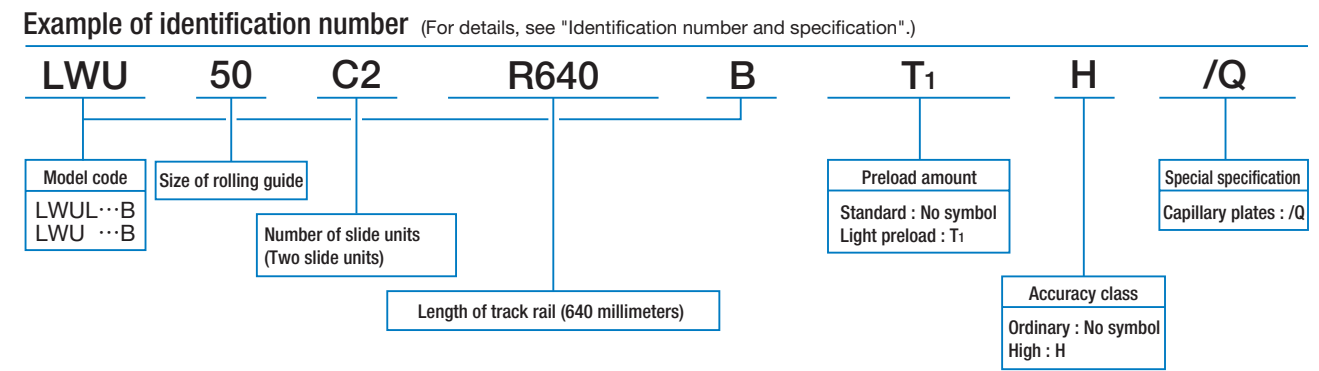 Example of identification number (For details, see "Identification number and specification".)
LWU 50 C2 R640 B T1 H /Q
Model code
LWUL···B
LWU ···B
Size of rolling guide
Number of slide units
(Two slide units)
Length of track rail (640 millimeters)
Preload amount
Standard : No symbol
Light preload : T1
Accuracy class
Ordinary : No symbol
High : H
Special specification
Capillary plates : /Q